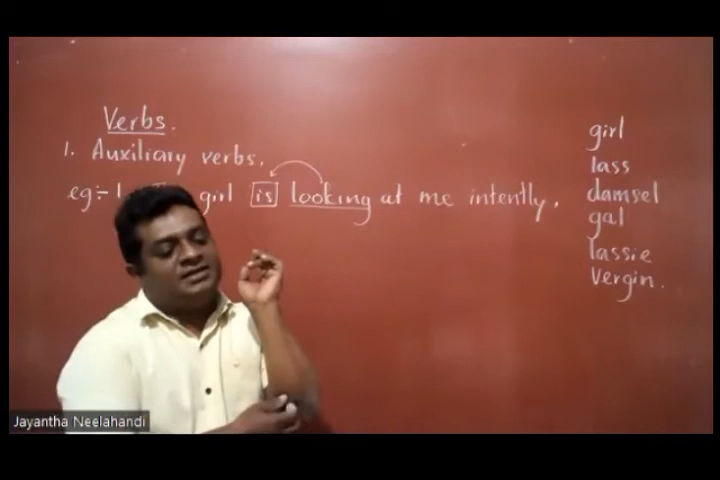 Verbs.
1. Auxiliary verbs.
eg:- 1. girl is looking at me intently.
girl
lass
damsel
gal
lassie
vergin.
Jayantha Neelahandi